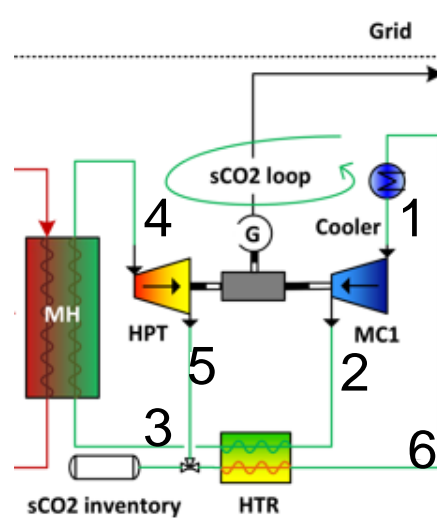 Grid
sCO2 loop
4
1
G
Cooler
MH
HPT
MC1
5
2
3
6
sCO2 inventory
HTR